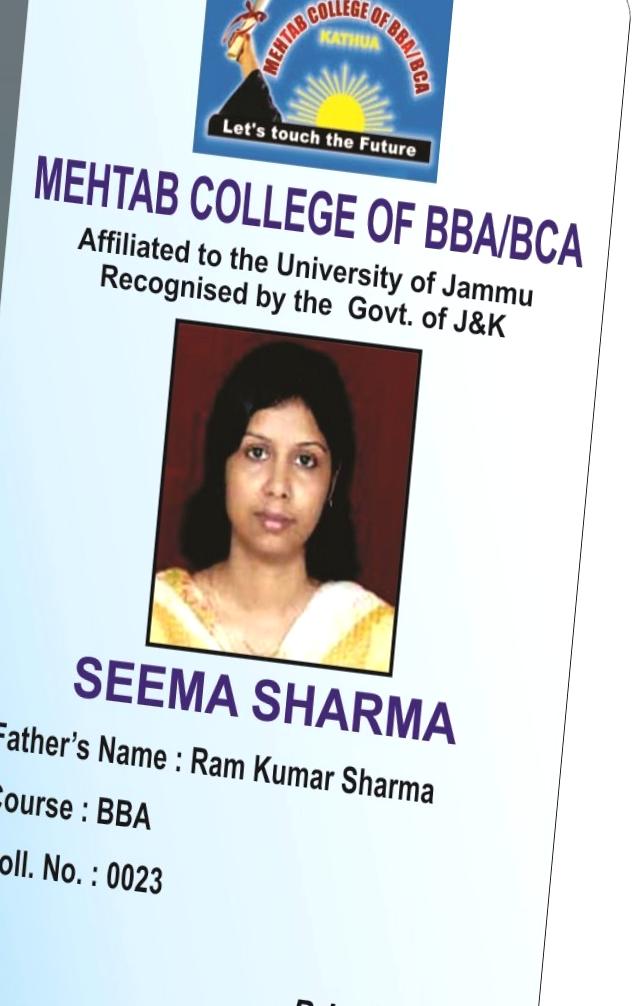 MEHTAB COLLEGE OF BBA/BCA
KATHUA
Let's touch the Future
MEHTAB COLLEGE OF BBA/BCA
Affiliated to the University of Jammu
Recognised by the Govt. of J&K
SEEMA SHARMA
Father's Name : Ram Kumar Sharma
Course : BBA
oll. No. : 0023